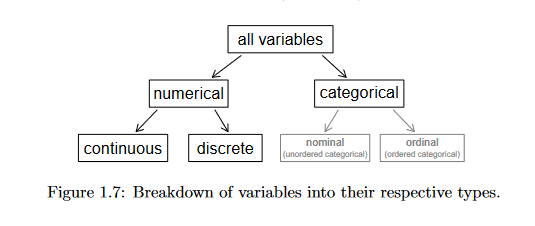 all variables
numerical
categorical
continuous
discrete
nominal
(unordered categorical)
ordinal
(ordered categorical)
Figure 1.7: Breakdown of variables into their respective types.